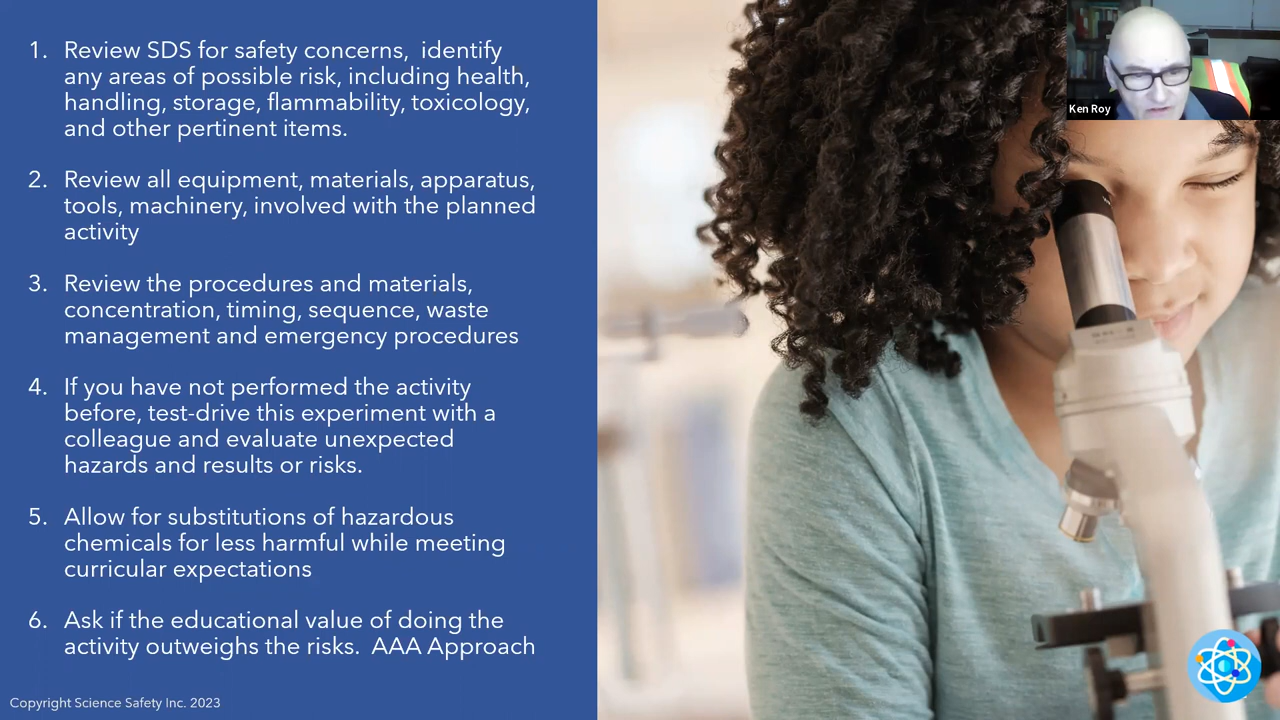 1. Review SDS for safety concerns,  identify
any areas of possible risk, including health,
handling, storage, flammability, toxicology,
and other pertinent items.
2. Review all equipment, materials, apparatus,
tools, machinery, involved with the planned
activity
3. Review the procedures and materials,
concentration, timing, sequence, waste
management and emergency procedures
4. If you have not performed the activity
before, test-drive this experiment with a
colleague and evaluate unexpected
hazards and results or risks.
5. Allow for substitutions of hazardous
chemicals for less harmful while meeting
curricular expectations
6. Ask if the educational value of doing the
activity outweighs the risks.  AAA Approach
Copyright Science Safety Inc. 2023
Ken Roy